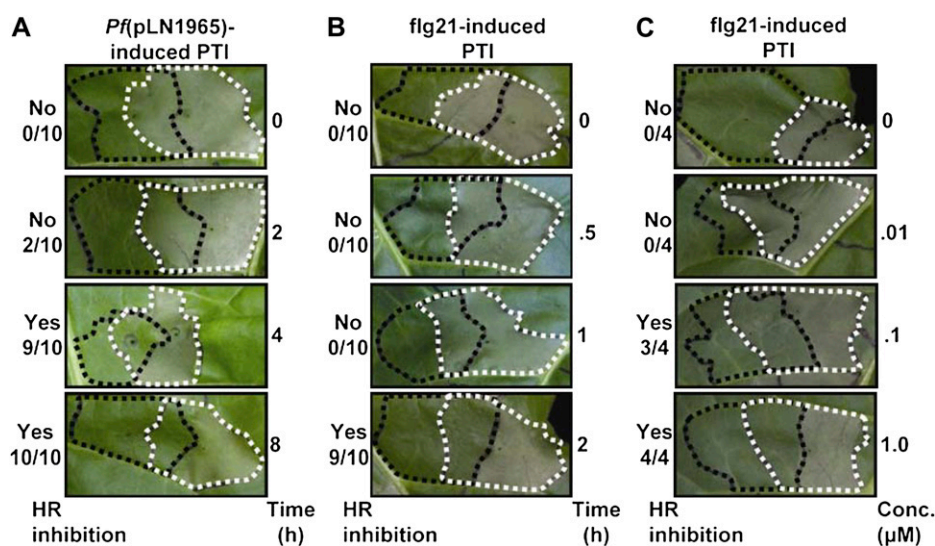 A
Pf(pLN1965)-
induced PTI
No
0/10
0
No
2/10
2
Yes
9/10
4
Yes
10/10
8
HR
inhibition
Time
(h)
B
flg21-induced
PTI
No
0/10
0
No
0/10
.5
No
0/10
1
Yes
9/10
2
HR
inhibition
Time
(h)
C
flg21-induced
PTI
No
0/4
0
No
0/4
.01
Yes
3/4
.1
Yes
4/4
1.0
HR
inhibition
Conc.
(µM)